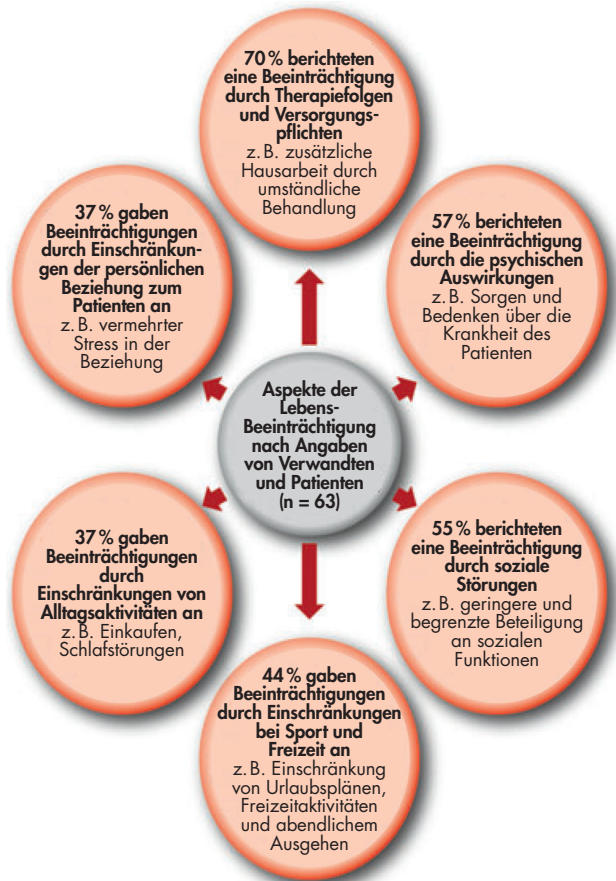 70 % berichteten
eine Beeinträchtigung
durch Therapiefolgen
und Versorgungs-
pflichten
z. B. zusätzliche
Hausarbeit durch
umständliche
Behandlung
57 % berichteten
eine Beeinträchtigung
durch die psychischen
Auswirkungen
z. B. Sorgen und
Bedenken über die
Krankheit des
Patienten
55 % berichteten
eine Beeinträchtigung
durch soziale
Störungen
z. B. geringere und
begrenzte Beteiligung
an sozialen
Funktionen
44 % gaben
Beeinträchtigungen
durch Einschränkungen
bei Sport und
Freizeit an
z. B. Einschränkung
von Urlaubsplänen,
Freizeitaktivitäten
und abendlichem
Ausgehen
37 % gaben
Beeinträchtigungen
durch
Einschränkungen von
Alltagsaktivitäten an
z. B. Einkaufen,
Schlafstörungen
37 % gaben
Beeinträchtigungen
durch Einschränkun-
gen der persönlichen
Beziehung zum
Patienten an
z. B. vermehrter
Stress in der
Beziehung
Aspekte der
Lebens-
Beeinträchtigung
nach Angaben
von Verwandten
und Patienten
(n = 63)